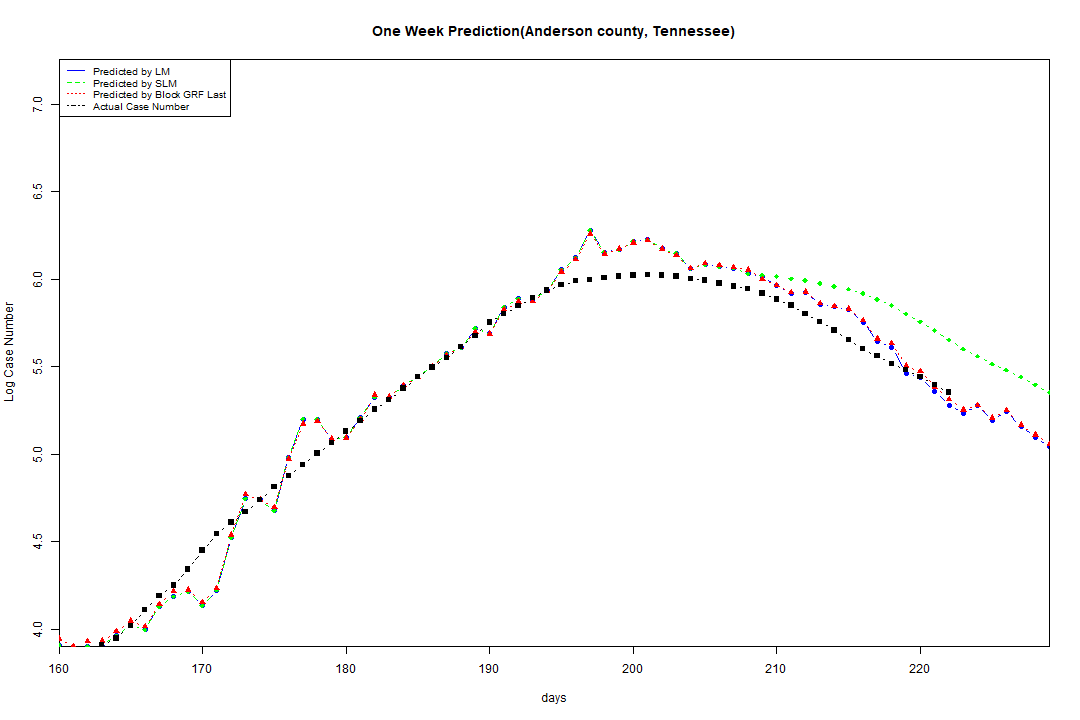 One Week Prediction(Anderson county, Tennessee)
Predicted by LM
Predicted by SLM
Predicted by Block GRF Last
Actual Case Number
7.0
6.5
6.0
5.5
5.0
4.5
4.0
Log Case Number
160 170 180 190 200 210 220
days